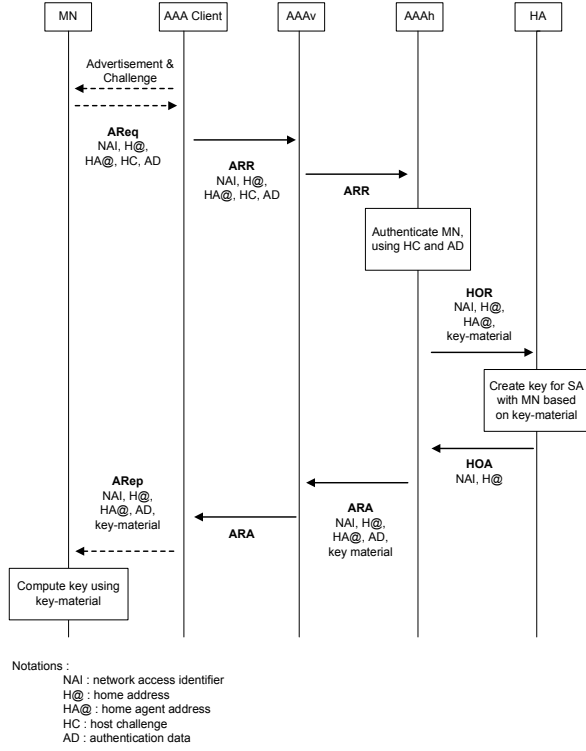 MN
AAA Client
AAAv
AAAh
HA
Advertisement &
Challenge
AReq
NAI, H@,
HA@, HC, AD
ARR
NAI, H@,
HA@, HC, AD
ARR
Authenticate MN,
using HC and AD
HOR
NAI, H@,
HA@,
key-material
Create key for SA
with MN based
on key-material
HOA
NAI, H@
ARA
NAI, H@,
HA@, AD,
key material
ARA
ARep
NAI, H@,
HA@, AD,
key-material
Compute key using
key-material
Notations :
NAI : network access identifier
H@ : home address
HA@ : home agent address
HC : host challenge
AD : authentication data